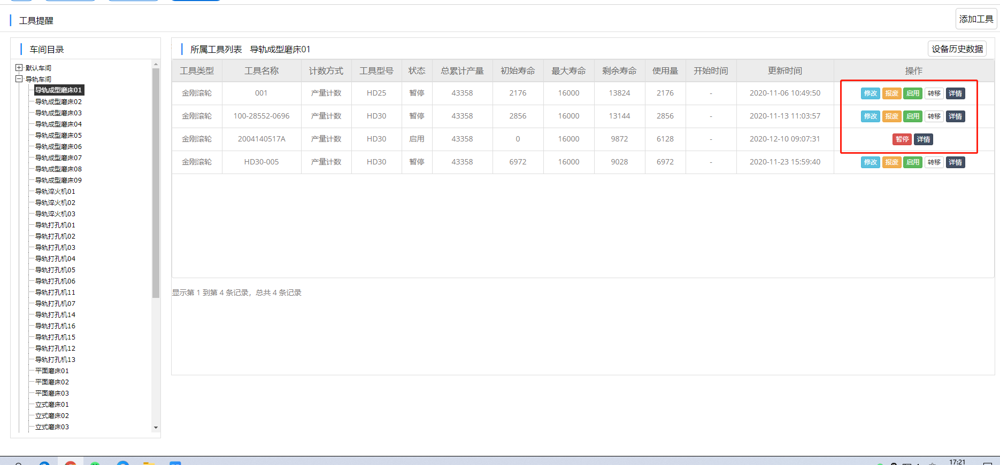 工具提醒
添加工具
车间目录
默认车间
导轨车间
导轨成型磨床01
导轨成型磨床02
导轨成型磨床03
导轨成型磨床04
导轨成型磨床05
导轨成型磨床06
导轨成型磨床07
导轨成型磨床08
导轨成型磨床09
导轨淬火机01
导轨淬火机02
导轨淬火机03
导轨打孔机01
导轨打孔机02
导轨打孔机03
导轨打孔机04
导轨打孔机05
导轨打孔机06
导轨打孔机11
导轨打孔机07
导轨打孔机14
导轨打孔机16
导轨打孔机15
导轨打孔机12
导轨打孔机13
平面磨床01
平面磨床02
平面磨床03
立式磨床01
立式磨床02
立式磨床03
所属工具列表 导轨成型磨床01
设备历史数据
工具类型 工具名称 计数方式 工具型号 状态 总累计产量 初始寿命 最大寿命 剩余寿命 使用量 开始时间 更新时间 操作
金刚滚轮 001 产量计数 HD25 暂停 43358 2176 16000 13824 2176 - 2020-11-06 10:49:50 修改 报废 启用 转移 详情
金刚滚轮 100-28552-0696 产量计数 HD30 暂停 43358 2856 16000 13144 2856 - 2020-11-13 11:03:57 修改 报废 启用 转移 详情
金刚滚轮 2004140517A 产量计数 HD30 启用 43358 0 16000 9872 6128 - 2020-12-10 09:07:31 暂停 详情
金刚滚轮 HD30-005 产量计数 HD30 暂停 43358 6972 16000 9028 6972 - 2020-11-23 15:59:40 修改 报废 启用 转移 详情
显示第 1 到第 4 条记录，总共 4 条记录
17:21